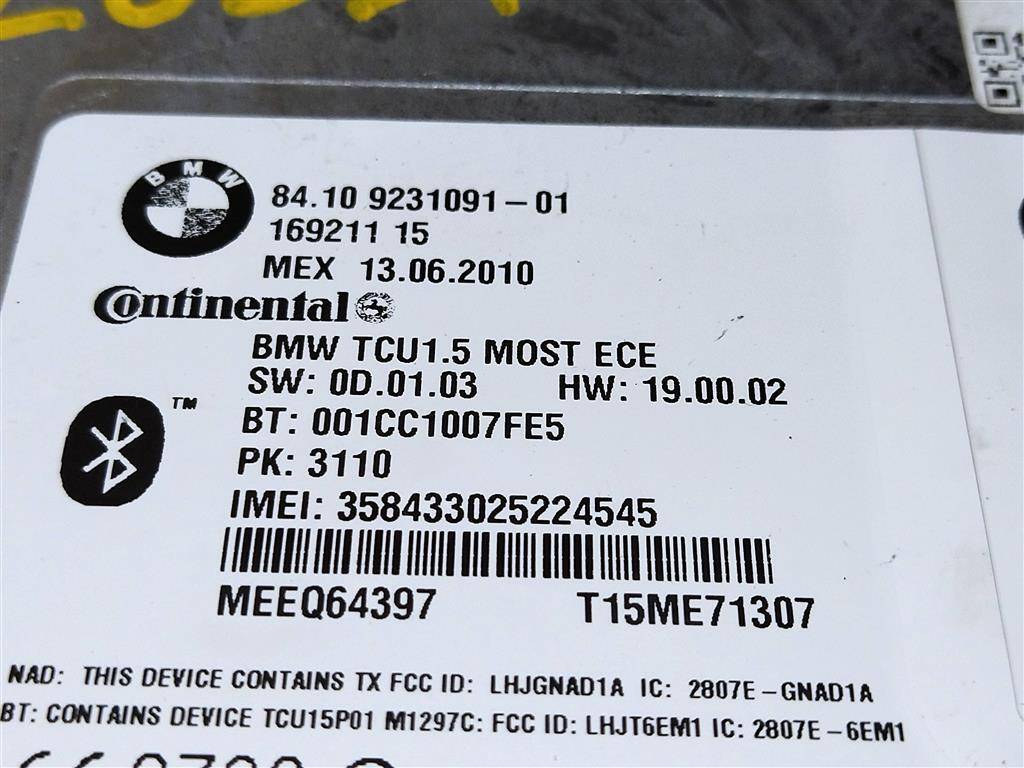 BMW
84.10 9231091-01
169211 15
MEX 13.06.2010
Continental
BMW TCU1.5 MOST ECE
SW: 0D.01.03 HW: 19.00.02
TM
BT: 001CC1007FE5
PK: 3110
IMEI: 358433025224545
MEEQ64397 T15ME71307
NAD: THIS DEVICE CONTAINS TX FCC ID: LHJGNAD1A IC: 2807E-GNAD1A
BT: CONTAINS DEVICE TCU15P01 M1297C: FCC ID: LHJT6EM1 IC: 2807E-6EM1